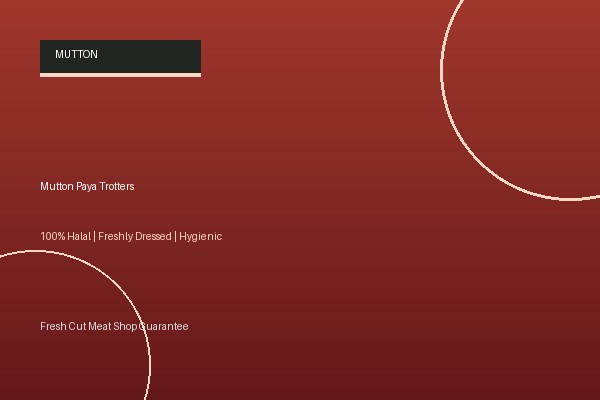 MUTTON
Mutton Paya Trotters
100% Halal | Freshly Dressed | Hygienic
Fresh Cut Meat Shop Guarantee